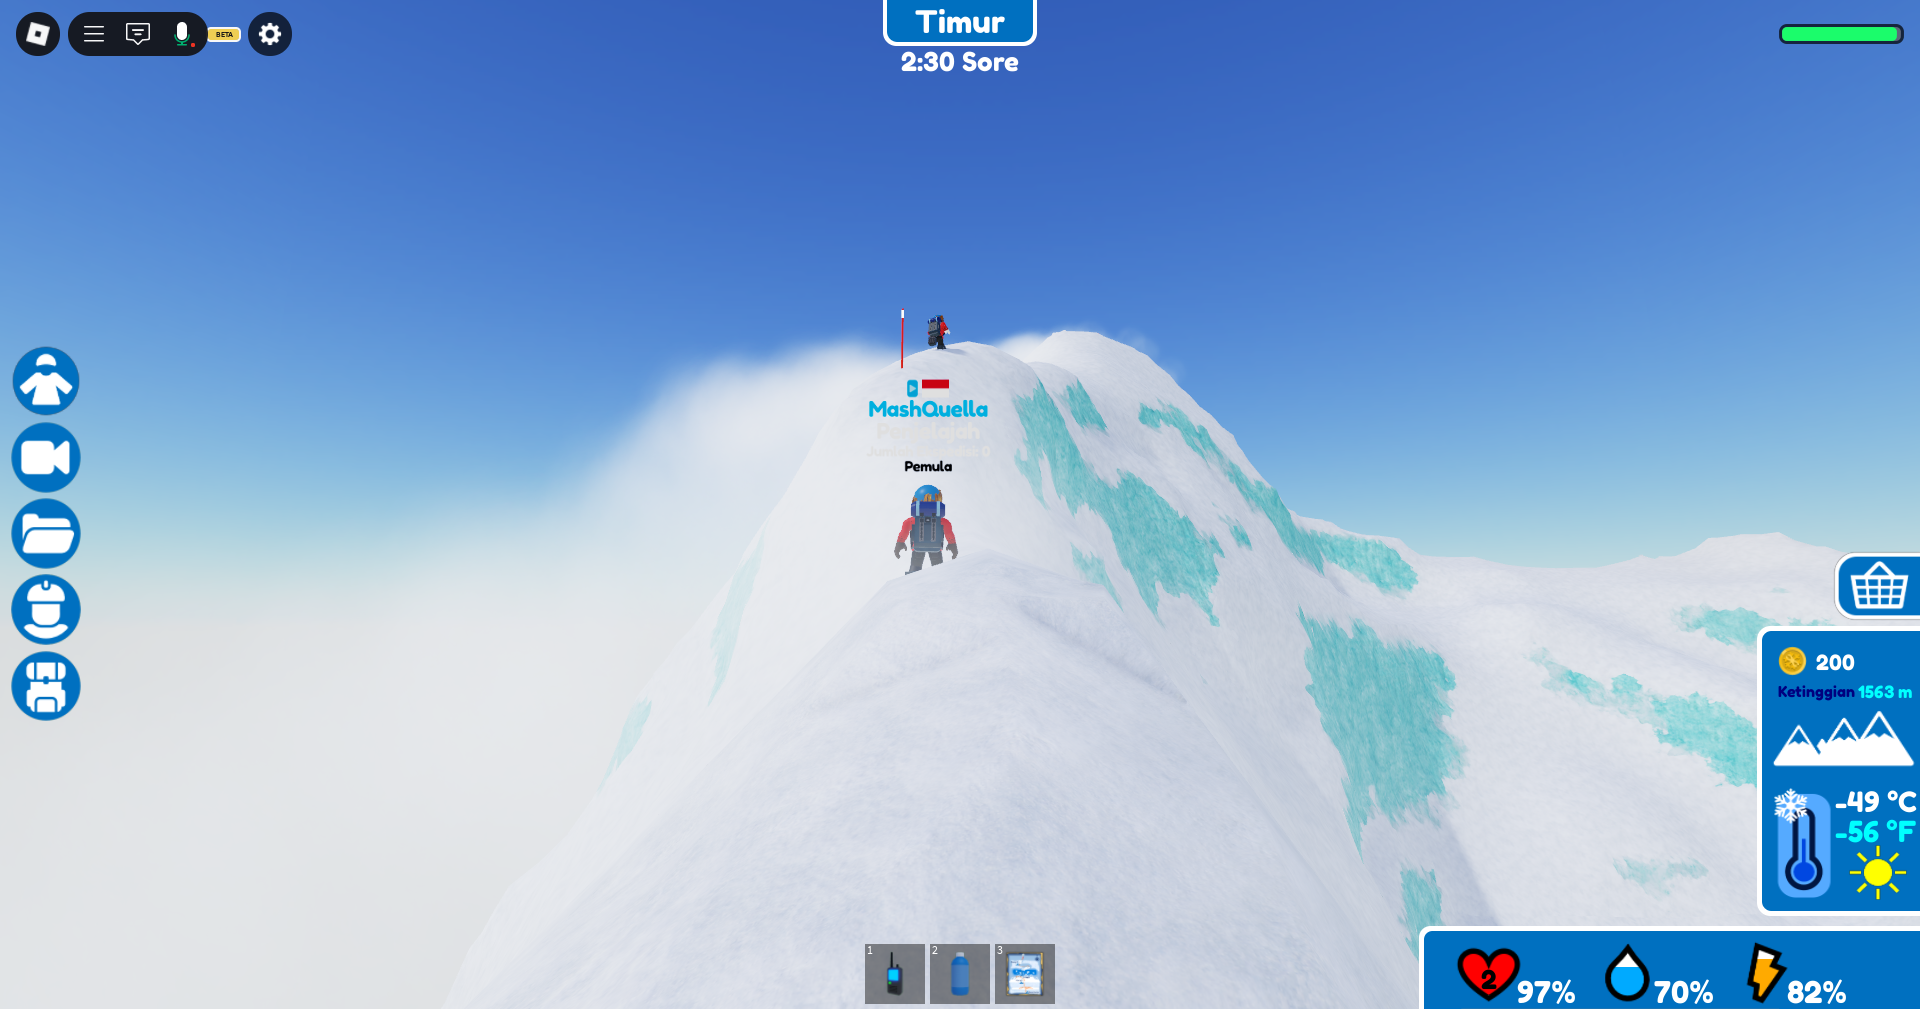 BETA
Timur
2:30 Sore
MashQuella
Penjelajah
Pemula
200
Ketinggian 1563 m
-49 °C
-56 °F
1
2
3
2
97%
70%
82%